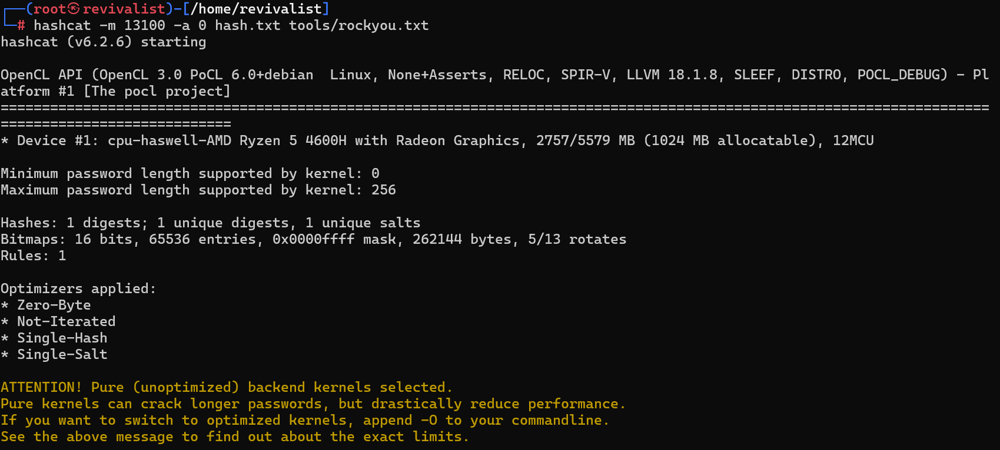 ┌──(root㉿revivalist)-[/home/revivalist]
└─# hashcat -m 13100 -a 0 hash.txt tools/rockyou.txt
hashcat (v6.2.6) starting
OpenCL API (OpenCL 3.0 PoCL 6.0+debian  Linux, None+Asserts, RELOC, SPIR-V, LLVM 18.1.8, SLEEF, DISTRO, POCL_DEBUG) - Pl
atform #1 [The pocl project]
========================================================================================================================
============================
* Device #1: cpu-haswell-AMD Ryzen 5 4600H with Radeon Graphics, 2757/5579 MB (1024 MB allocatable), 12MCU
Minimum password length supported by kernel: 0
Maximum password length supported by kernel: 256
Hashes: 1 digests; 1 unique digests, 1 unique salts
Bitmaps: 16 bits, 65536 entries, 0x0000ffff mask, 262144 bytes, 5/13 rotates
Rules: 1
Optimizers applied:
* Zero-Byte
* Not-Iterated
* Single-Hash
* Single-Salt
ATTENTION! Pure (unoptimized) backend kernels selected.
Pure kernels can crack longer passwords, but drastically reduce performance.
If you want to switch to optimized kernels, append -O to your commandline.
See the above message to find out about the exact limits.